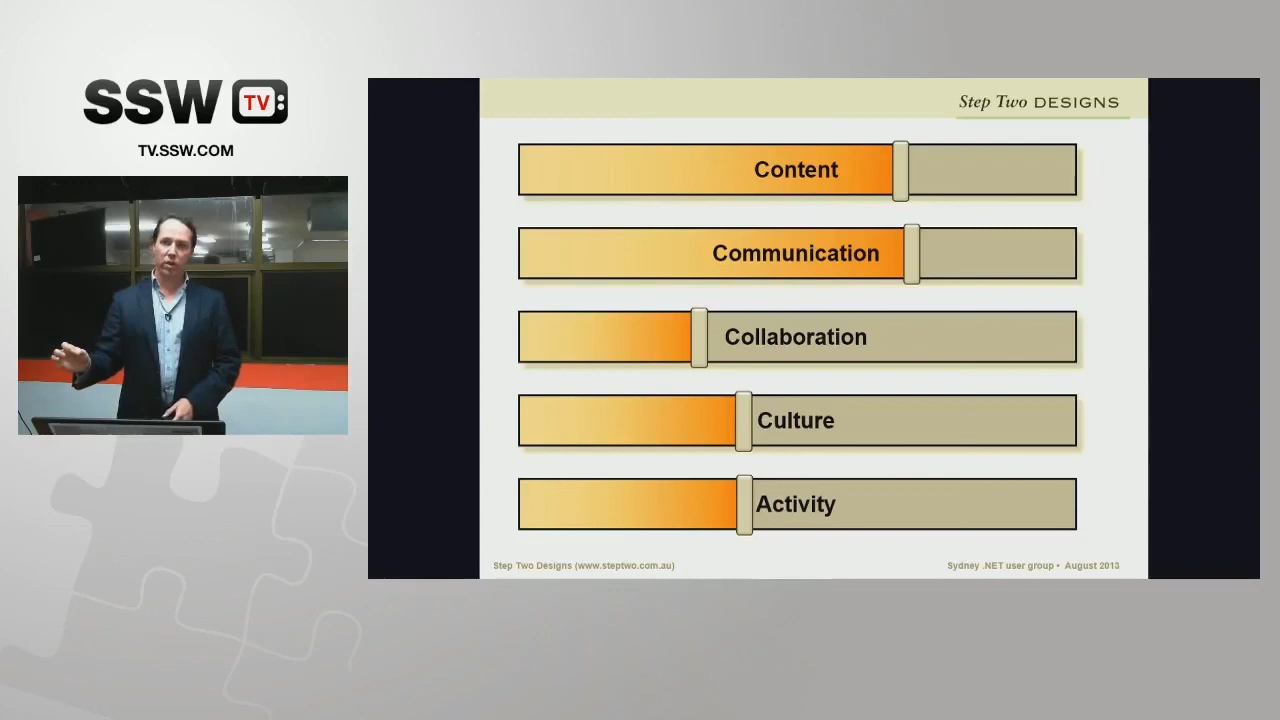 SSW TV
TV.SSW.COM
Step Two DESIGNS
Content
Communication
Collaboration
Culture
Activity
Step Two Designs (www.steptwo.com.au)
Sydney .NET user group • August 2013